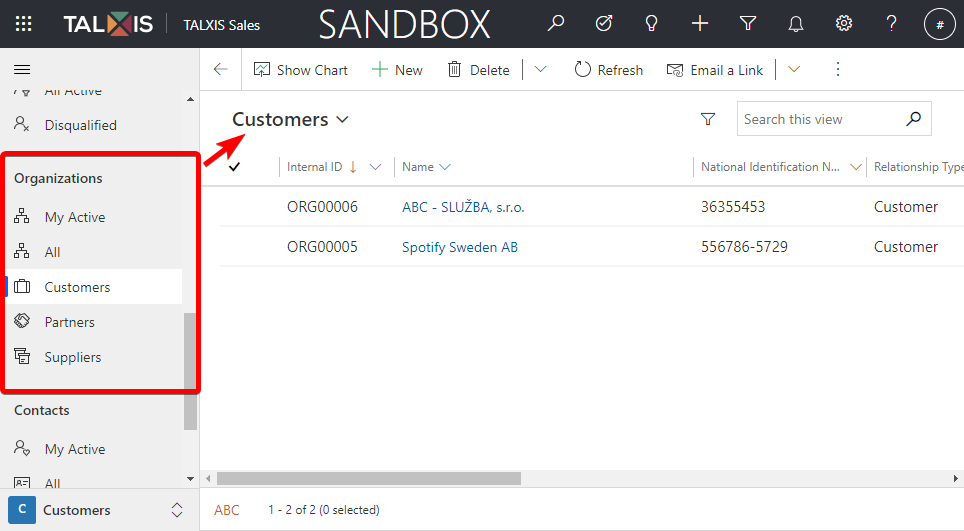 TALXIS
TALXIS Sales
SANDBOX
#
Show Chart
New
Delete
Refresh
Email a Link
All Active
Disqualified
Organizations
My Active
All
Customers
Partners
Suppliers
Contacts
My Active
All
C
Customers
Customers
Search this view
Internal ID ↓ Name National Identification N... Relationship Type
ORG00006 ABC - SLUŽBA, s.r.o. 36355453 Customer
ORG00005 Spotify Sweden AB 556786-5729 Customer
ABC 1 - 2 of 2 (0 selected)